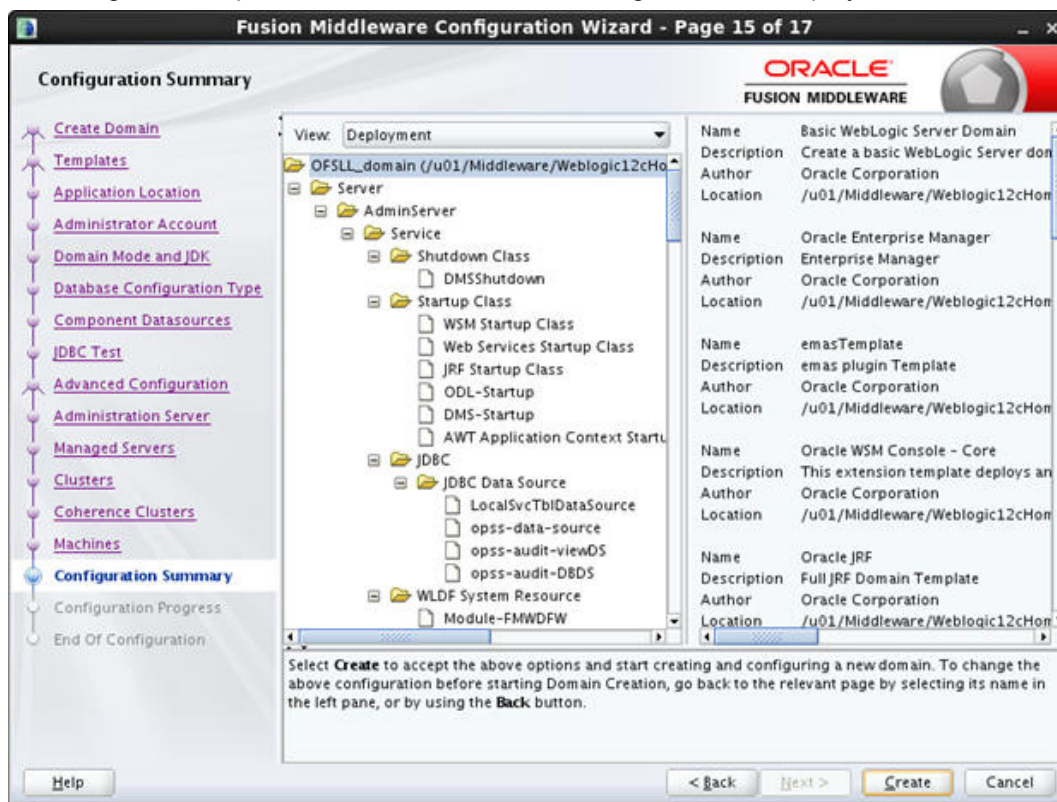 Fusion Middleware Configuration Wizard - Page 15 of 17
Configuration Summary
ORACLE
FUSION MIDDLEWARE
Create Domain
Templates
Application Location
Administrator Account
Domain Mode and JDK
Database Configuration Type
Component Datasources
JDBC Test
Advanced Configuration
Administration Server
Managed Servers
Clusters
Coherence Clusters
Machines
Configuration Summary
Configuration Progress
End Of Configuration
View: Deployment
OFSLL_domain (/u01/Middleware/Weblogic12cHo
Server
AdminServer
Service
Shutdown Class
DMSShutdown
Startup Class
WSM Startup Class
Web Services Startup Class
JRF Startup Class
ODL-Startup
DMS-Startup
AWT Application Context Startu
JDBC
JDBC Data Source
LocalSvcTblDataSource
opss-data-source
opss-audit-viewDS
opss-audit-DBDS
WLDF System Resource
Module-FMWDFW
Name Basic WebLogic Server Domain
Description Create a basic WebLogic Server don
Author Oracle Corporation
Location /u01/Middleware/Weblogic12cHom
Name Oracle Enterprise Manager
Description Enterprise Manager
Author Oracle Corporation
Location /u01/Middleware/Weblogic12cHom
Name emasTemplate
Description emas plugin Template
Author Oracle Corporation
Location /u01/Middleware/Weblogic12cHom
Name Oracle WSM Console - Core
Description This extension template deploys an
Author Oracle Corporation
Location /u01/Middleware/Weblogic12cHom
Name Oracle JRF
Description Full JRF Domain Template
Author Oracle Corporation
Location /u01/Middleware/Weblogic12cHom
Select Create to accept the above options and start creating and configuring a new domain. To change the
above configuration before starting Domain Creation, go back to the relevant page by selecting its name in
the left pane, or by using the Back button.
Help
< Back
Next >
Create
Cancel